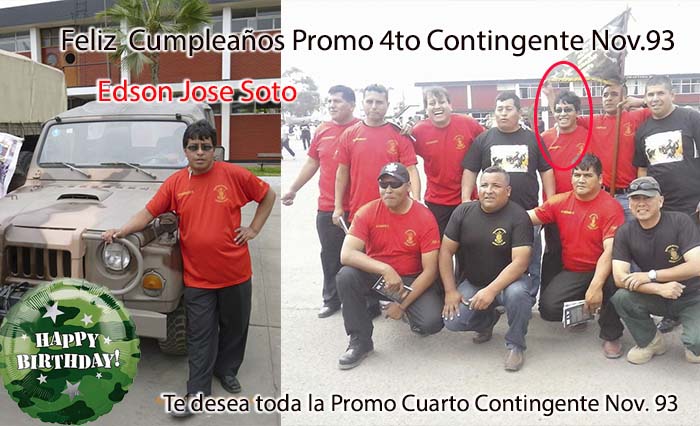 Feliz Cumpleaños Promo 4to Contingente Nov.93
Edson Jose Soto
HAPPY
BIRTHDAY!
Te desea toda la Promo Cuarto Contingente Nov. 93